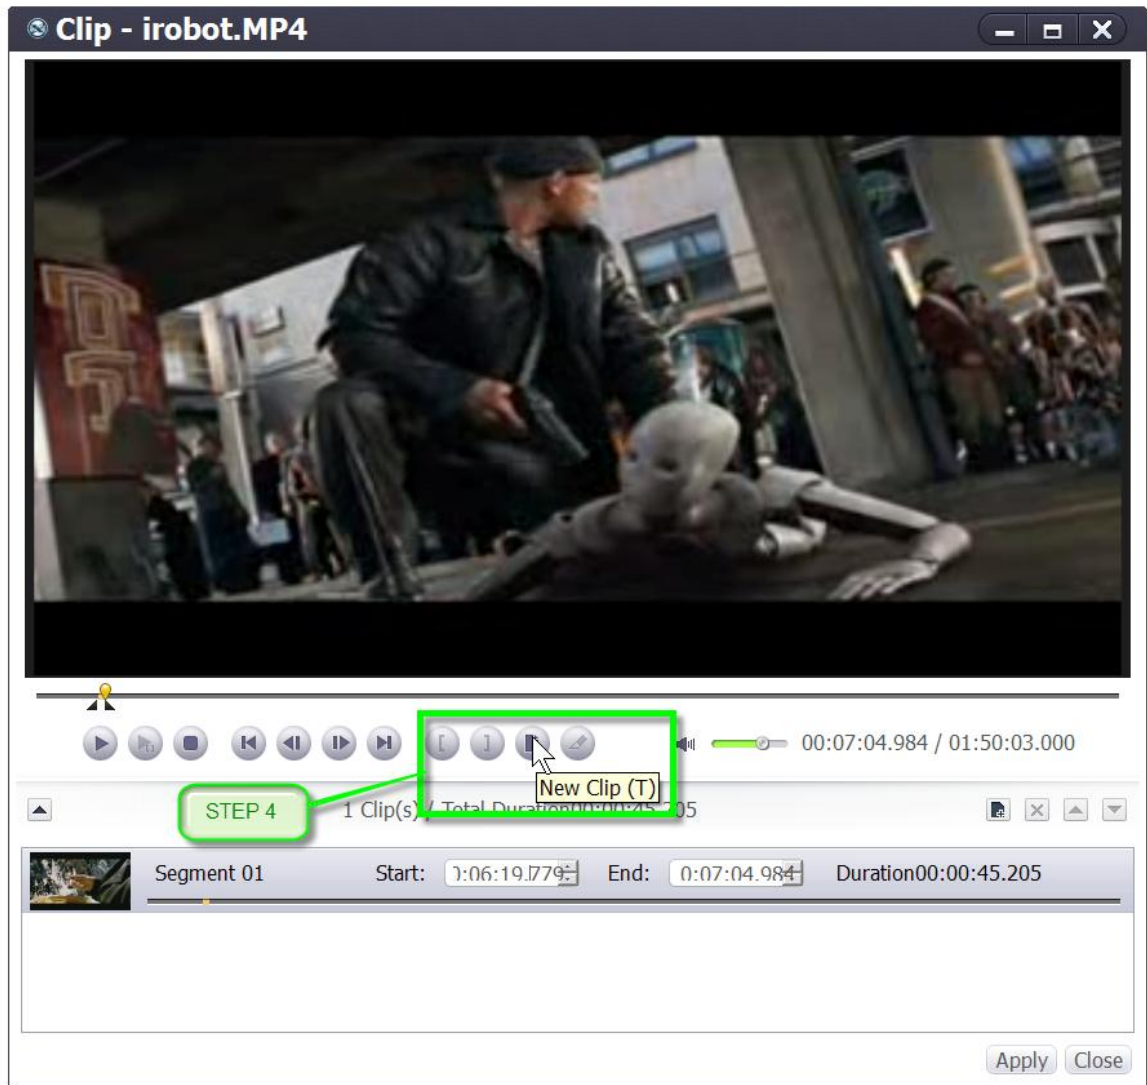 Clip - irobot.MP4
[ ]
00:07:04.984 / 01:50:03.000
New Clip (T)
STEP 4
1 Clip(s) / Total Duration00:00:45.205
Segment 01 Start: 0:06:19.779 End: 0:07:04.984 Duration00:00:45.205
Apply Close